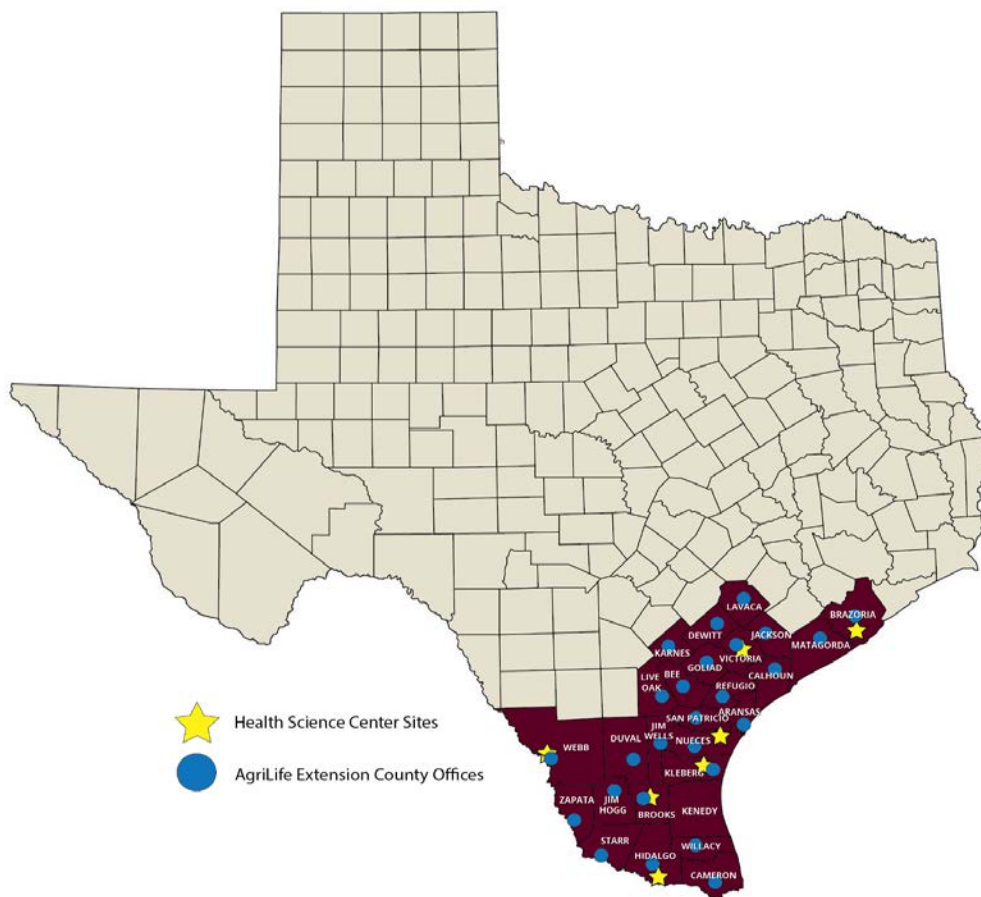 LAVACA
BRAZORIA
DEWITT
JACKSON
MATAGORDA
KARNES
VICTORIA
GOLIAD
CALHOUN
LIVE
OAK
BEE
REFUGIO
ARANSAS
SAN PATRICIO
JIM
WELLS
NUECES
DUVAL
WEBB
KLEBERG
ZAPATA
JIM
HOGG
BROOKS
KENEDY
STARR
HIDALGO
WILLACY
CAMERON
Health Science Center Sites
AgriLife Extension County Offices